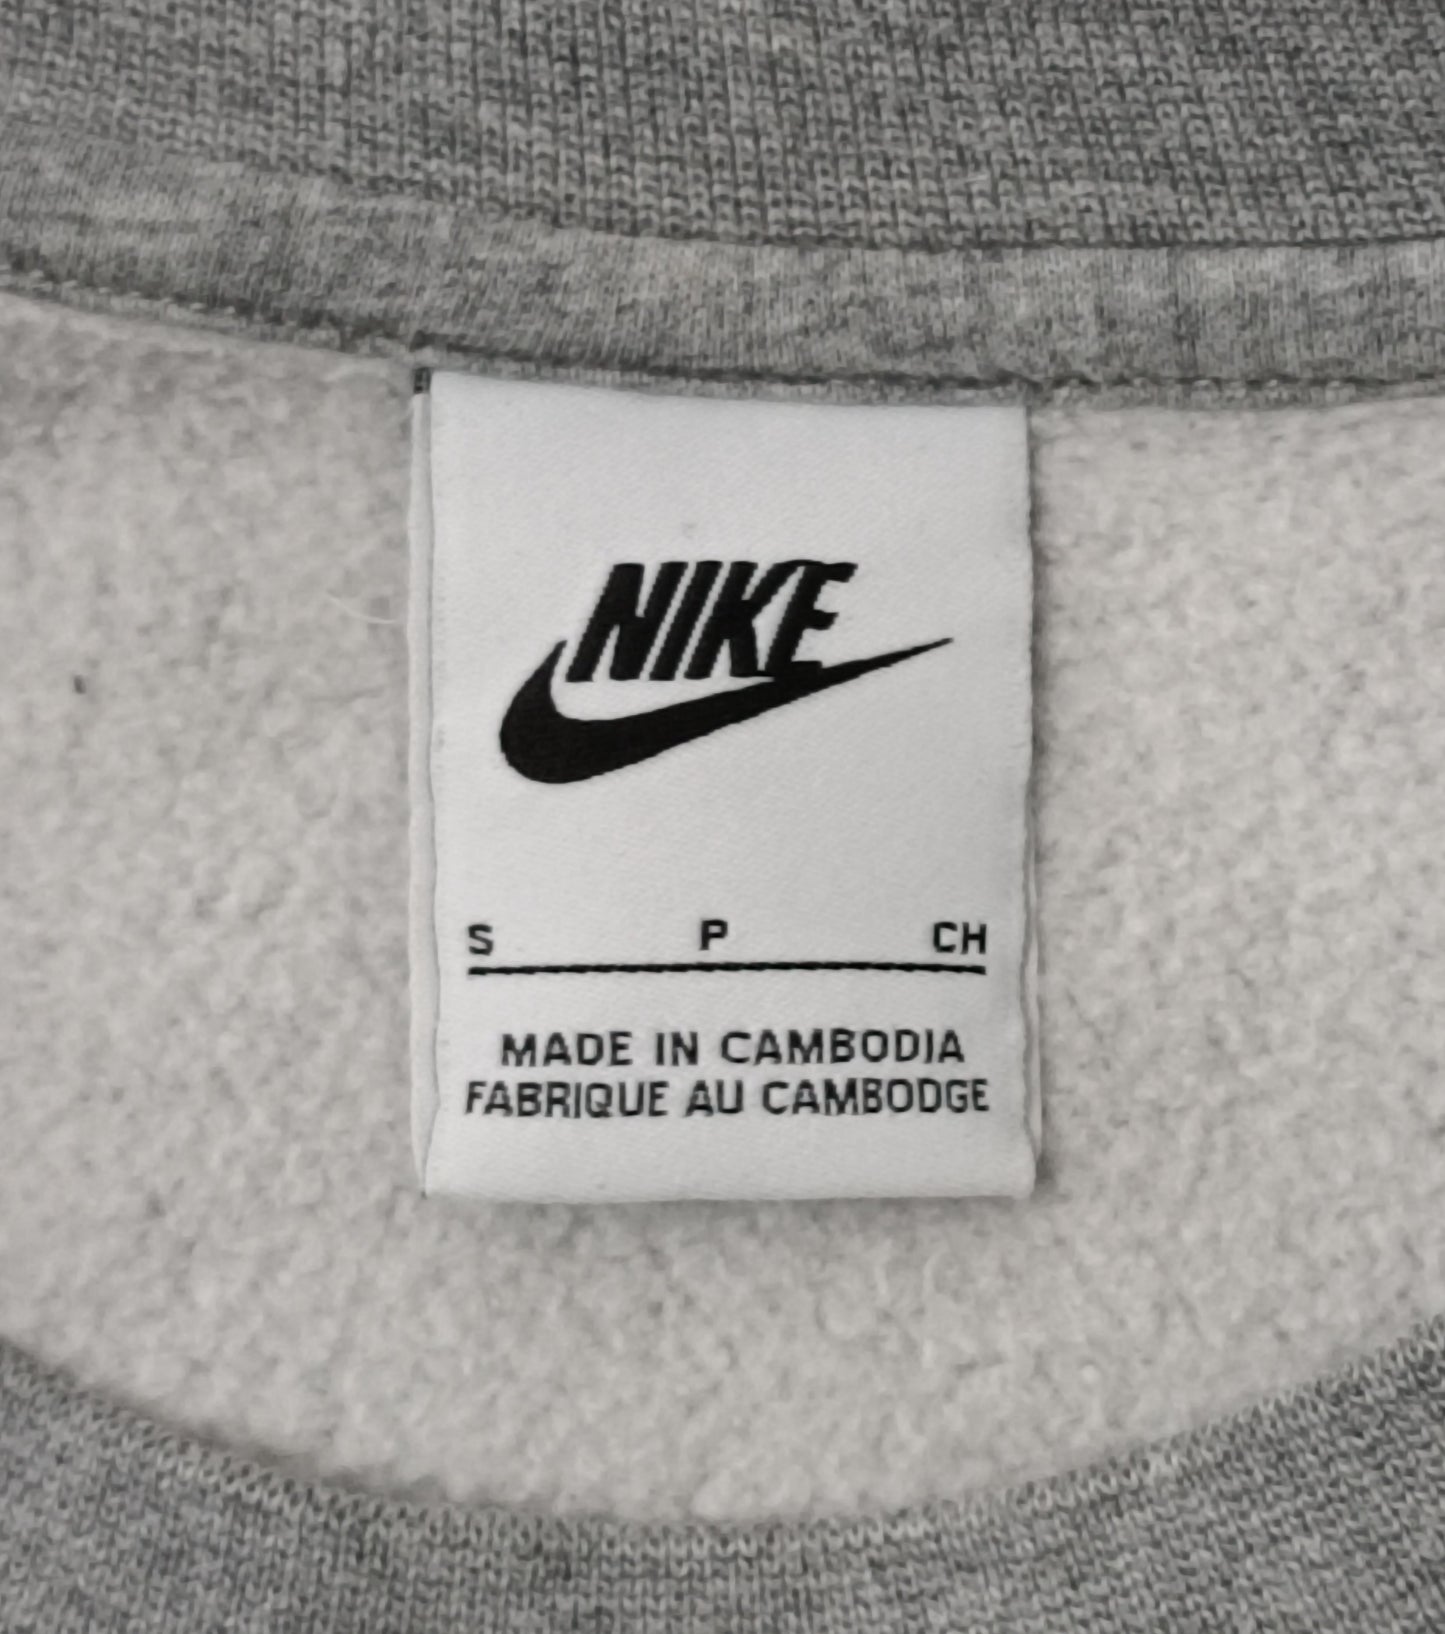 NIKE
S P CH
MADE IN CAMBODIA
FABRIQUE AU CAMBODGE